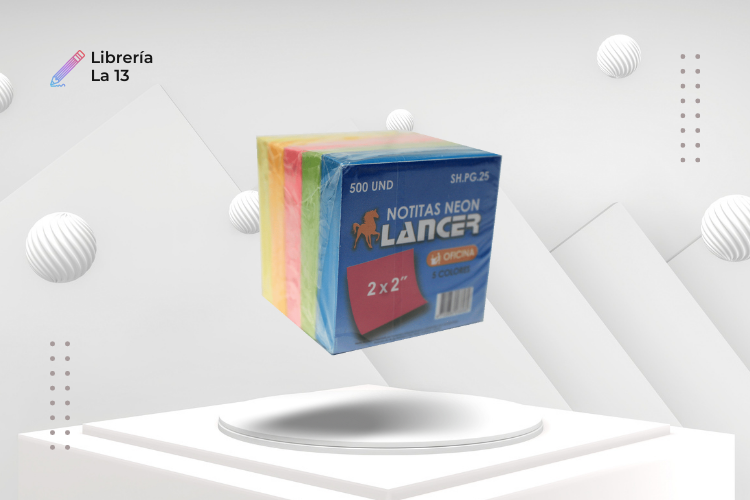 Librería
La 13
500 UND
SH.PG.25
NOTITAS NEON
LANCER
OFICINA
5 COLORES
2 x 2"